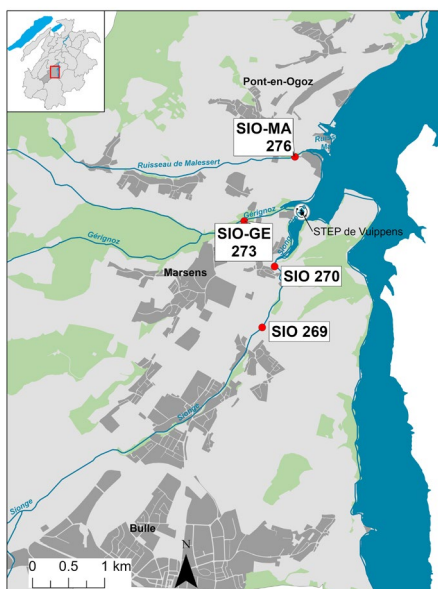 Pont-en-Ogoz
SIO-MA
276
Ruisseau de Malessert
Gérignoz
STEP de Vuippens
SIO-GE
273
Gérignoz
SIO 270
Marsens
SIO 269
Sionge
Sionge
Bulle
N
0 0.5 1 km